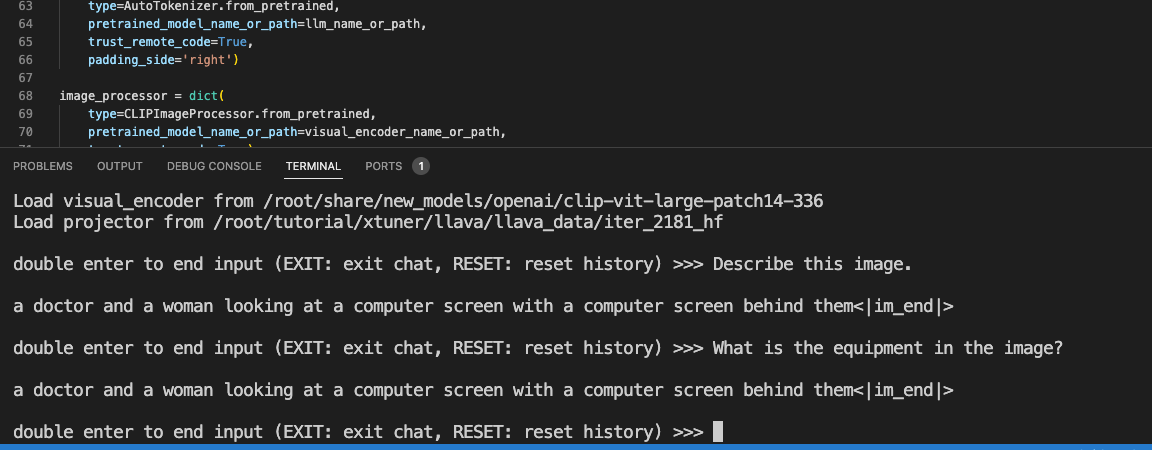 63 type=AutoTokenizer.from_pretrained,
64 pretrained_model_name_or_path=llm_name_or_path,
65 trust_remote_code=True,
66 padding_side='right')
67
68 image_processor = dict(
69 type=CLIPImageProcessor.from_pretrained,
70 pretrained_model_name_or_path=visual_encoder_name_or_path,
PROBLEMS OUTPUT DEBUG CONSOLE TERMINAL PORTS 1
Load visual_encoder from /root/share/new_models/openai/clip-vit-large-patch14-336
Load projector from /root/tutorial/xtuner/llava/llava_data/iter_2181_hf
double enter to end input (EXIT: exit chat, RESET: reset history) >>> Describe this image.
a doctor and a woman looking at a computer screen with a computer screen behind them<|im_end|>
double enter to end input (EXIT: exit chat, RESET: reset history) >>> What is the equipment in the image?
a doctor and a woman looking at a computer screen with a computer screen behind them<|im_end|>
double enter to end input (EXIT: exit chat, RESET: reset history) >>>